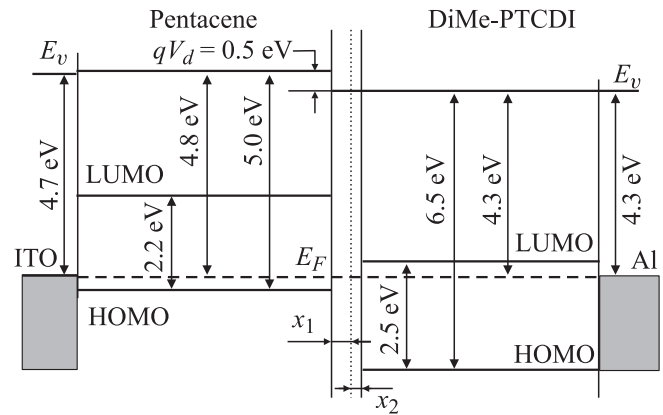 Pentacene
DiMe-PTCDI
E_v
qV_d = 0.5 eV
E_v
4.7 eV
4.8 eV
5.0 eV
6.5 eV
4.3 eV
4.3 eV
LUMO
2.2 eV
ITO
E_F
LUMO
Al
HOMO
x_1
2.5 eV
HOMO
x_2